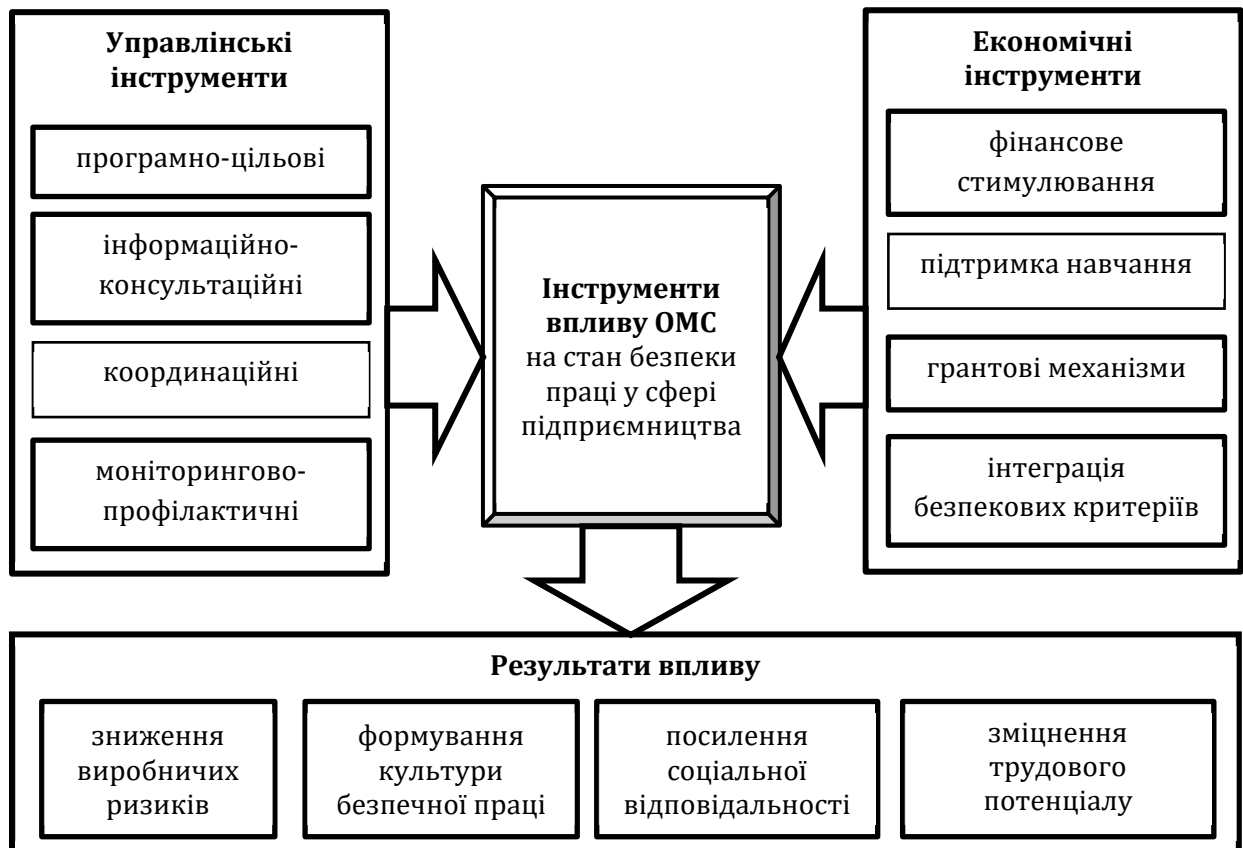 Управлінські
інструменти
програмно-цільові
інформаційно-
консультаційні
координаційні
моніторингово-
профілактичні
Інструменти
впливу ОМС
на стан безпеки
праці у сфері
підприємництва
Економічні
інструменти
фінансове
стимулювання
підтримка навчання
грантові механізми
інтеграція
безпекових критеріїв
Результати впливу
зниження
виробничих
ризиків
формування
культури
безпечної праці
посилення
соціальної
відповідальності
зміцнення
трудового
потенціалу